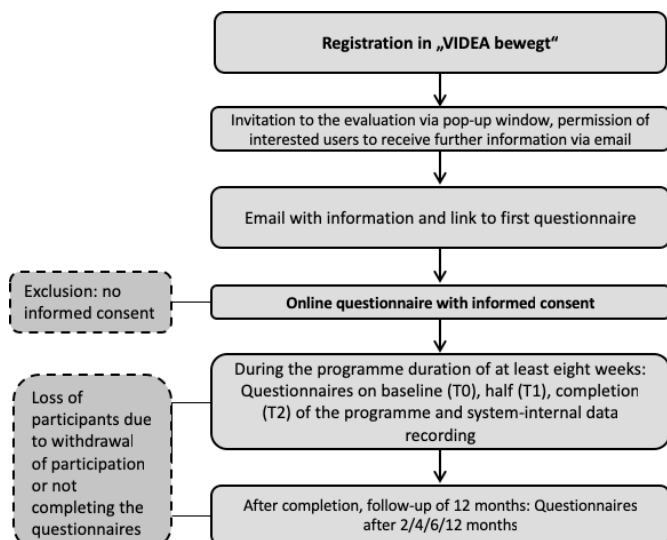 Registration in „VIDEA bewegt“
Invitation to the evaluation via pop-up window, permission of
interested users to receive further information via email
Email with information and link to first questionnaire
Exclusion: no
informed consent
Online questionnaire with informed consent
During the programme duration of at least eight weeks:
Questionnaires on baseline (T0), half (T1), completion
(T2) of the programme and system-internal data
recording
Loss of
participants due
to withdrawal
of participation
or not
completing the
questionnaires
After completion, follow-up of 12 months: Questionnaires
after 2/4/6/12 months